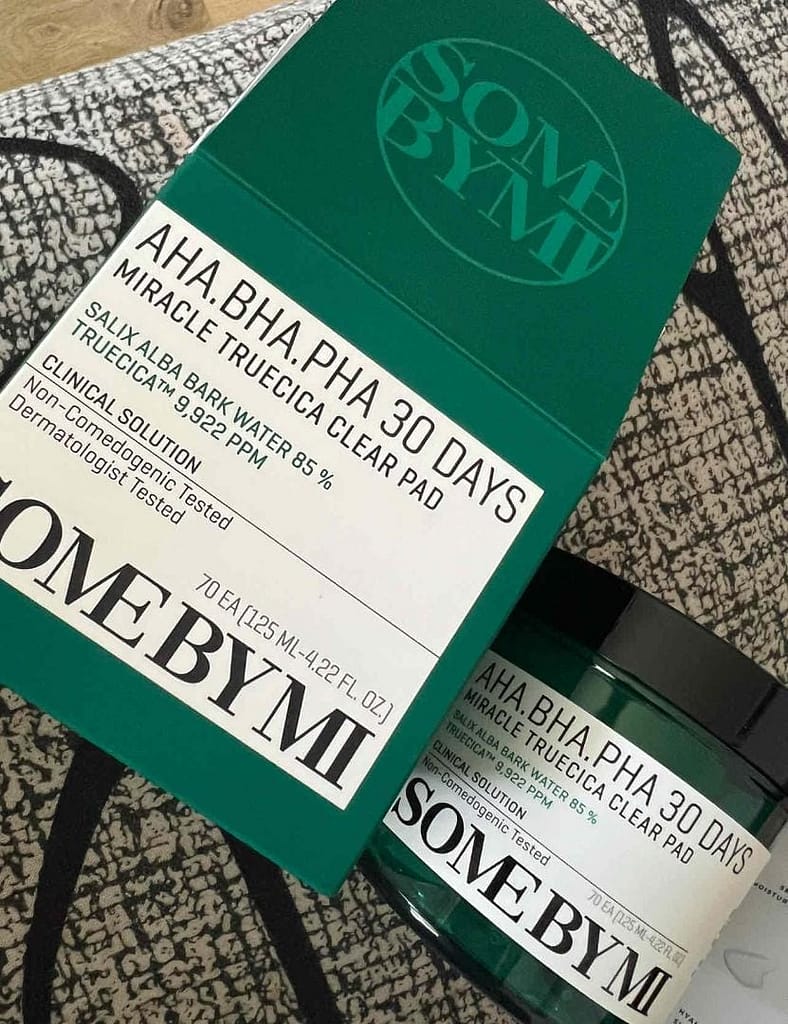 SOME
BYMI
AHA.BHA.PHA 30 DAYS
MIRACLE TRUECICA CLEAR PAD
SALIX ALBA BARK WATER 85 %
TRUECICA™ 9,922 PPM
CLINICAL SOLUTION
Non-Comedogenic Tested
Dermatologist Tested
70 EA (125 ML-4.22 FL. OZ.)
SOME BY MI
AHA.BHA.PHA 30 DAYS
MIRACLE TRUECICA CLEAR PAD
SALIX ALBA BARK WATER 85 %
TRUECICA™ 9,922 PPM
CLINICAL SOLUTION
Non-Comedogenic Tested
70 EA (125 ML-4.22 FL. OZ.)
SOME BY MI